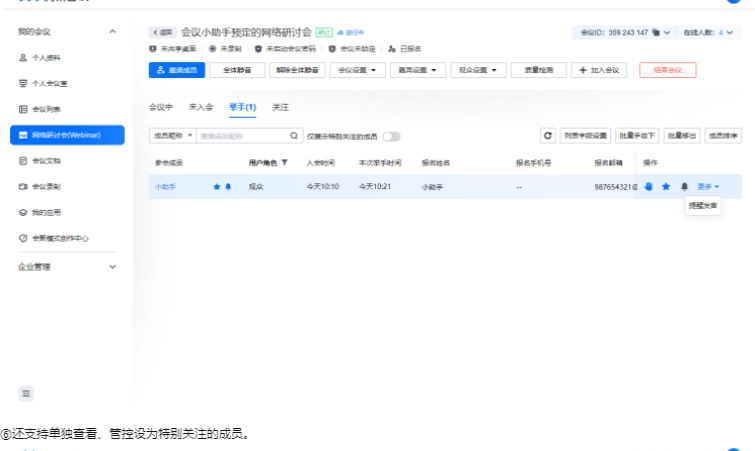 我的会议
个人资料
个人会议室
会议列表
网络研讨会(Webinar)
会议文档
会议录制
我的应用
会聚模式创作中心
企业管理
会议小助手预定的网络研讨会
进行中
会议ID: 359 243 147
在线人数: 4
未共享桌面
未录制
未启动会议密码
会议未锁定
已报名
邀请成员
全体静音
解除全体静音
会议设置
嘉宾设置
观众设置
质量检测
+ 加入会议
结束会议
会议中 未入会 举手(1) 关注
成员昵称
搜索成员昵称
仅展示特别关注的成员
列表字段设置
批量手放下
批量移出
成员排序
参会成员 用户角色 入会时间 本次举手时间 报名姓名 报名手机号 报名邮箱 操作
小助手 观众 今天10:10 今天10:21 小助手 -- 987654321@ 更多
提醒发言
⑥还支持单独查看、管控设为特别关注的成员。